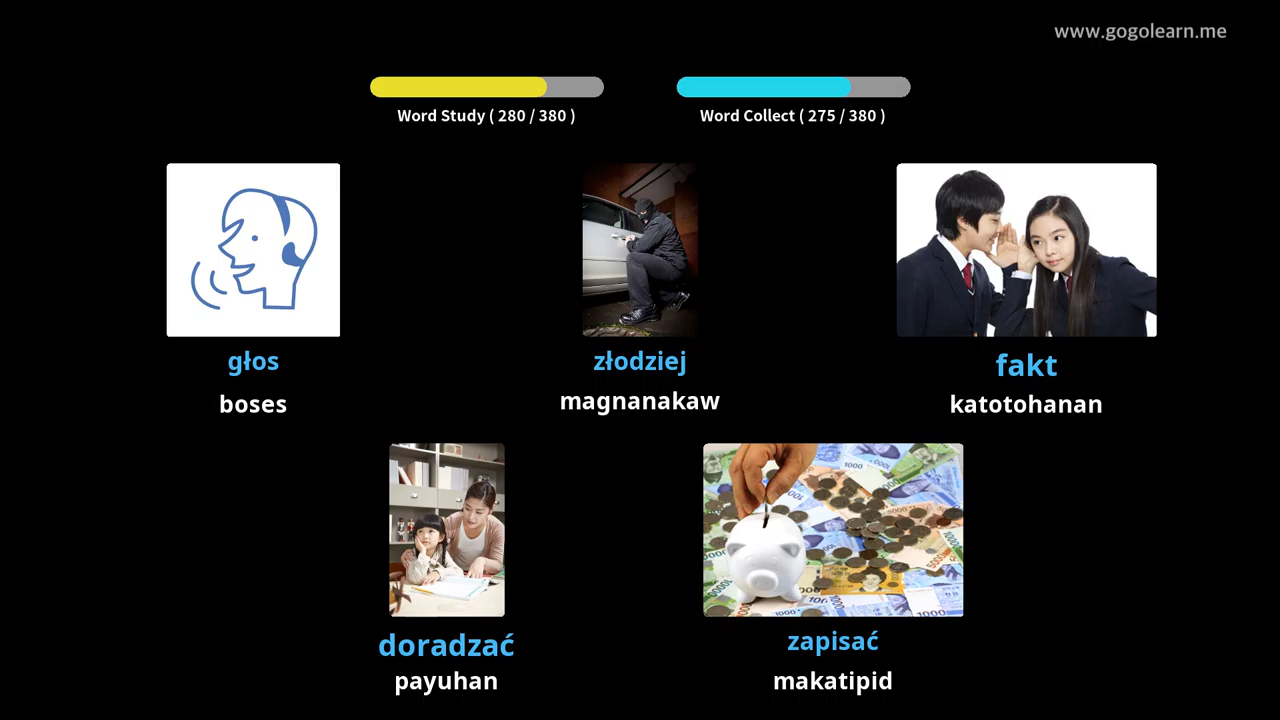 www.gogolearn.me
Word Study ( 280 / 380 )
Word Collect ( 275 / 380 )
głos
złodziej
fakt
boses
magnanakaw
katotohanan
doradzać
zapisać
payuhan
makatipid